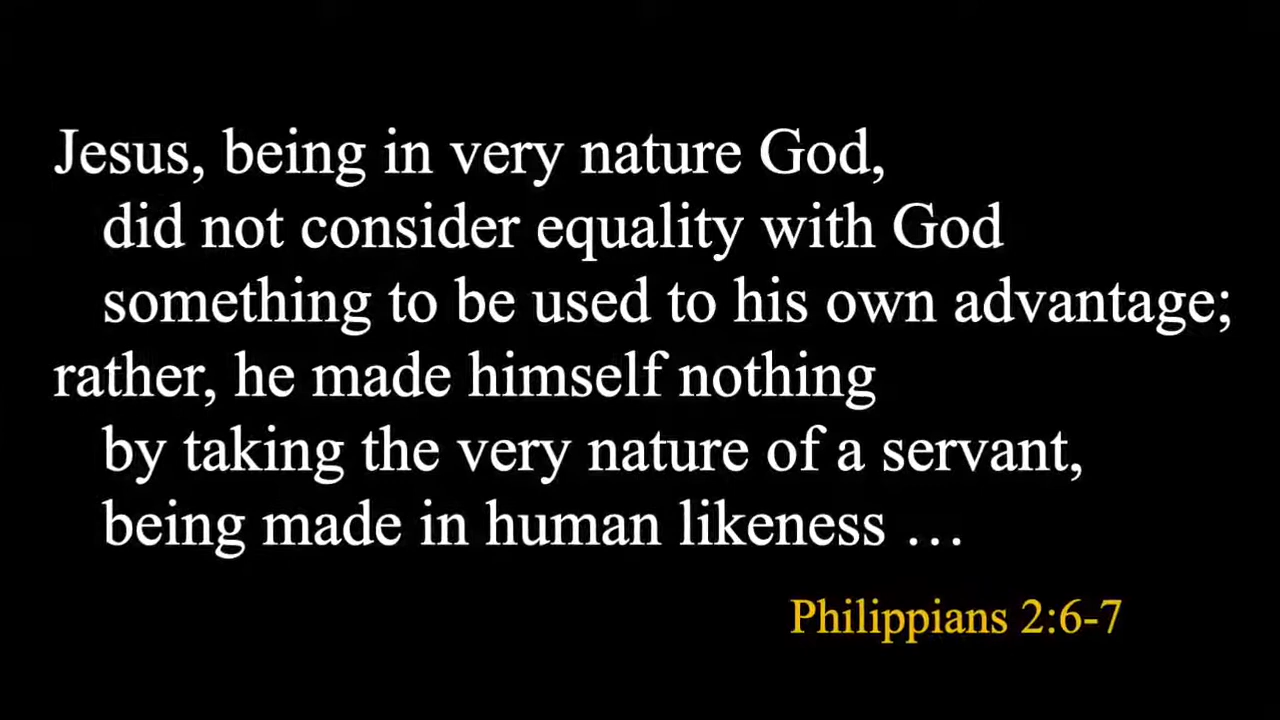 Jesus, being in very nature God,
did not consider equality with God
something to be used to his own advantage;
rather, he made himself nothing
by taking the very nature of a servant,
being made in human likeness …
Philippians 2:6-7